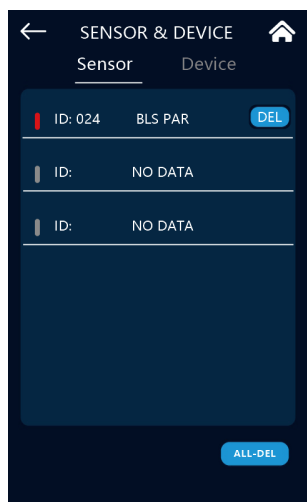 SENSOR & DEVICE
Sensor Device
ID: 024 BLS PAR DEL
ID: NO DATA
ID: NO DATA
ALL-DEL